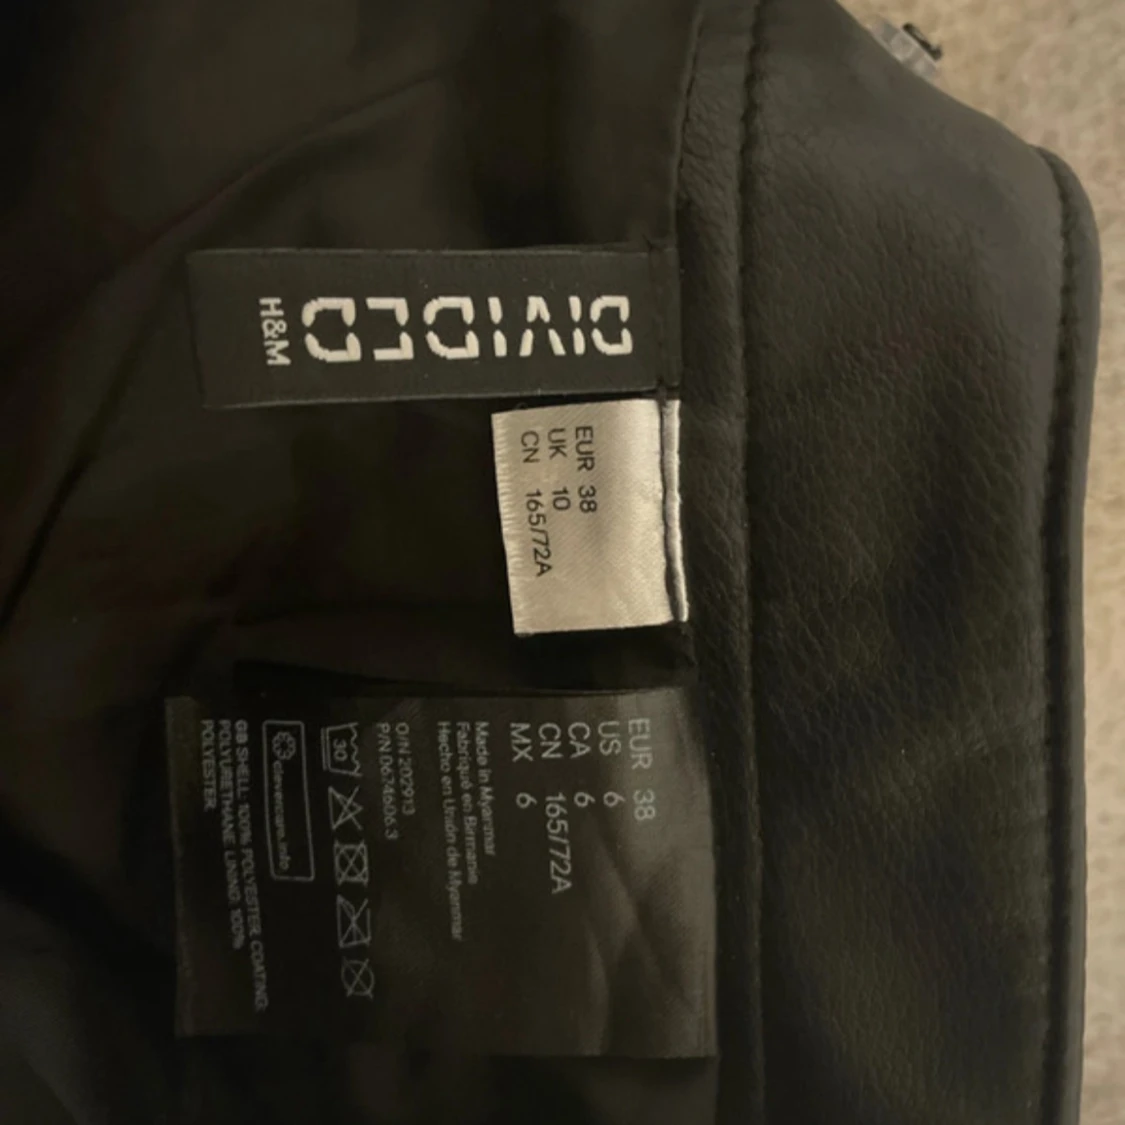 DIVIDED
H&M
EUR 38
UK 10
CN 165/72A
EUR 38
US 6
CA 6
CN 165/72A
MX 6
Made in Myanmar
Fabriqué en Birmanie
Hecho en Unión de Myanmar
O/N 202913
P/N 0674606.3
30
clevercare.info
GB SHELL: 100% POLYESTER COATING:
POLYURETHANE LINING: 100%
POLYESTER